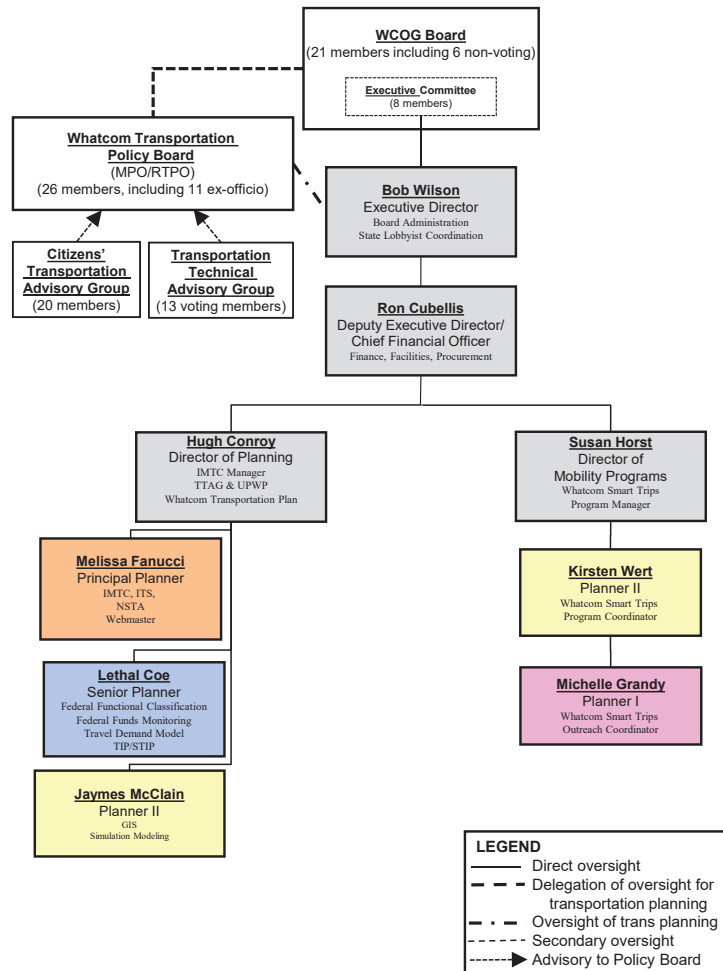 WCOG Board
(21 members including 6 non-voting)
Executive Committee
(8 members)
Whatcom Transportation
Policy Board
(MPO/RTPO)
(26 members, including 11 ex-officio)
Citizens'
Transportation
Advisory Group
(20 members)
Transportation
Technical
Advisory Group
(13 voting members)
Bob Wilson
Executive Director
Board Administration
State Lobbyist Coordination
Ron Cubellis
Deputy Executive Director/
Chief Financial Officer
Finance, Facilities, Procurement
Hugh Conroy
Director of Planning
IMTC Manager
TTAG & UPWP
Whatcom Transportation Plan
Susan Horst
Director of
Mobility Programs
Whatcom Smart Trips
Program Manager
Melissa Fanucci
Principal Planner
IMTC, ITS,
NSTA
Webmaster
Kirsten Wert
Planner II
Whatcom Smart Trips
Program Coordinator
Lethal Coe
Senior Planner
Federal Functional Classification
Federal Funds Monitoring
Travel Demand Model
TIP/STIP
Michelle Grandy
Planner I
Whatcom Smart Trips
Outreach Coordinator
Jaymes McClain
Planner II
GIS
Simulation Modeling
LEGEND
Direct oversight
Delegation of oversight for
transportation planning
Oversight of trans planning
Secondary oversight
Advisory to Policy Board